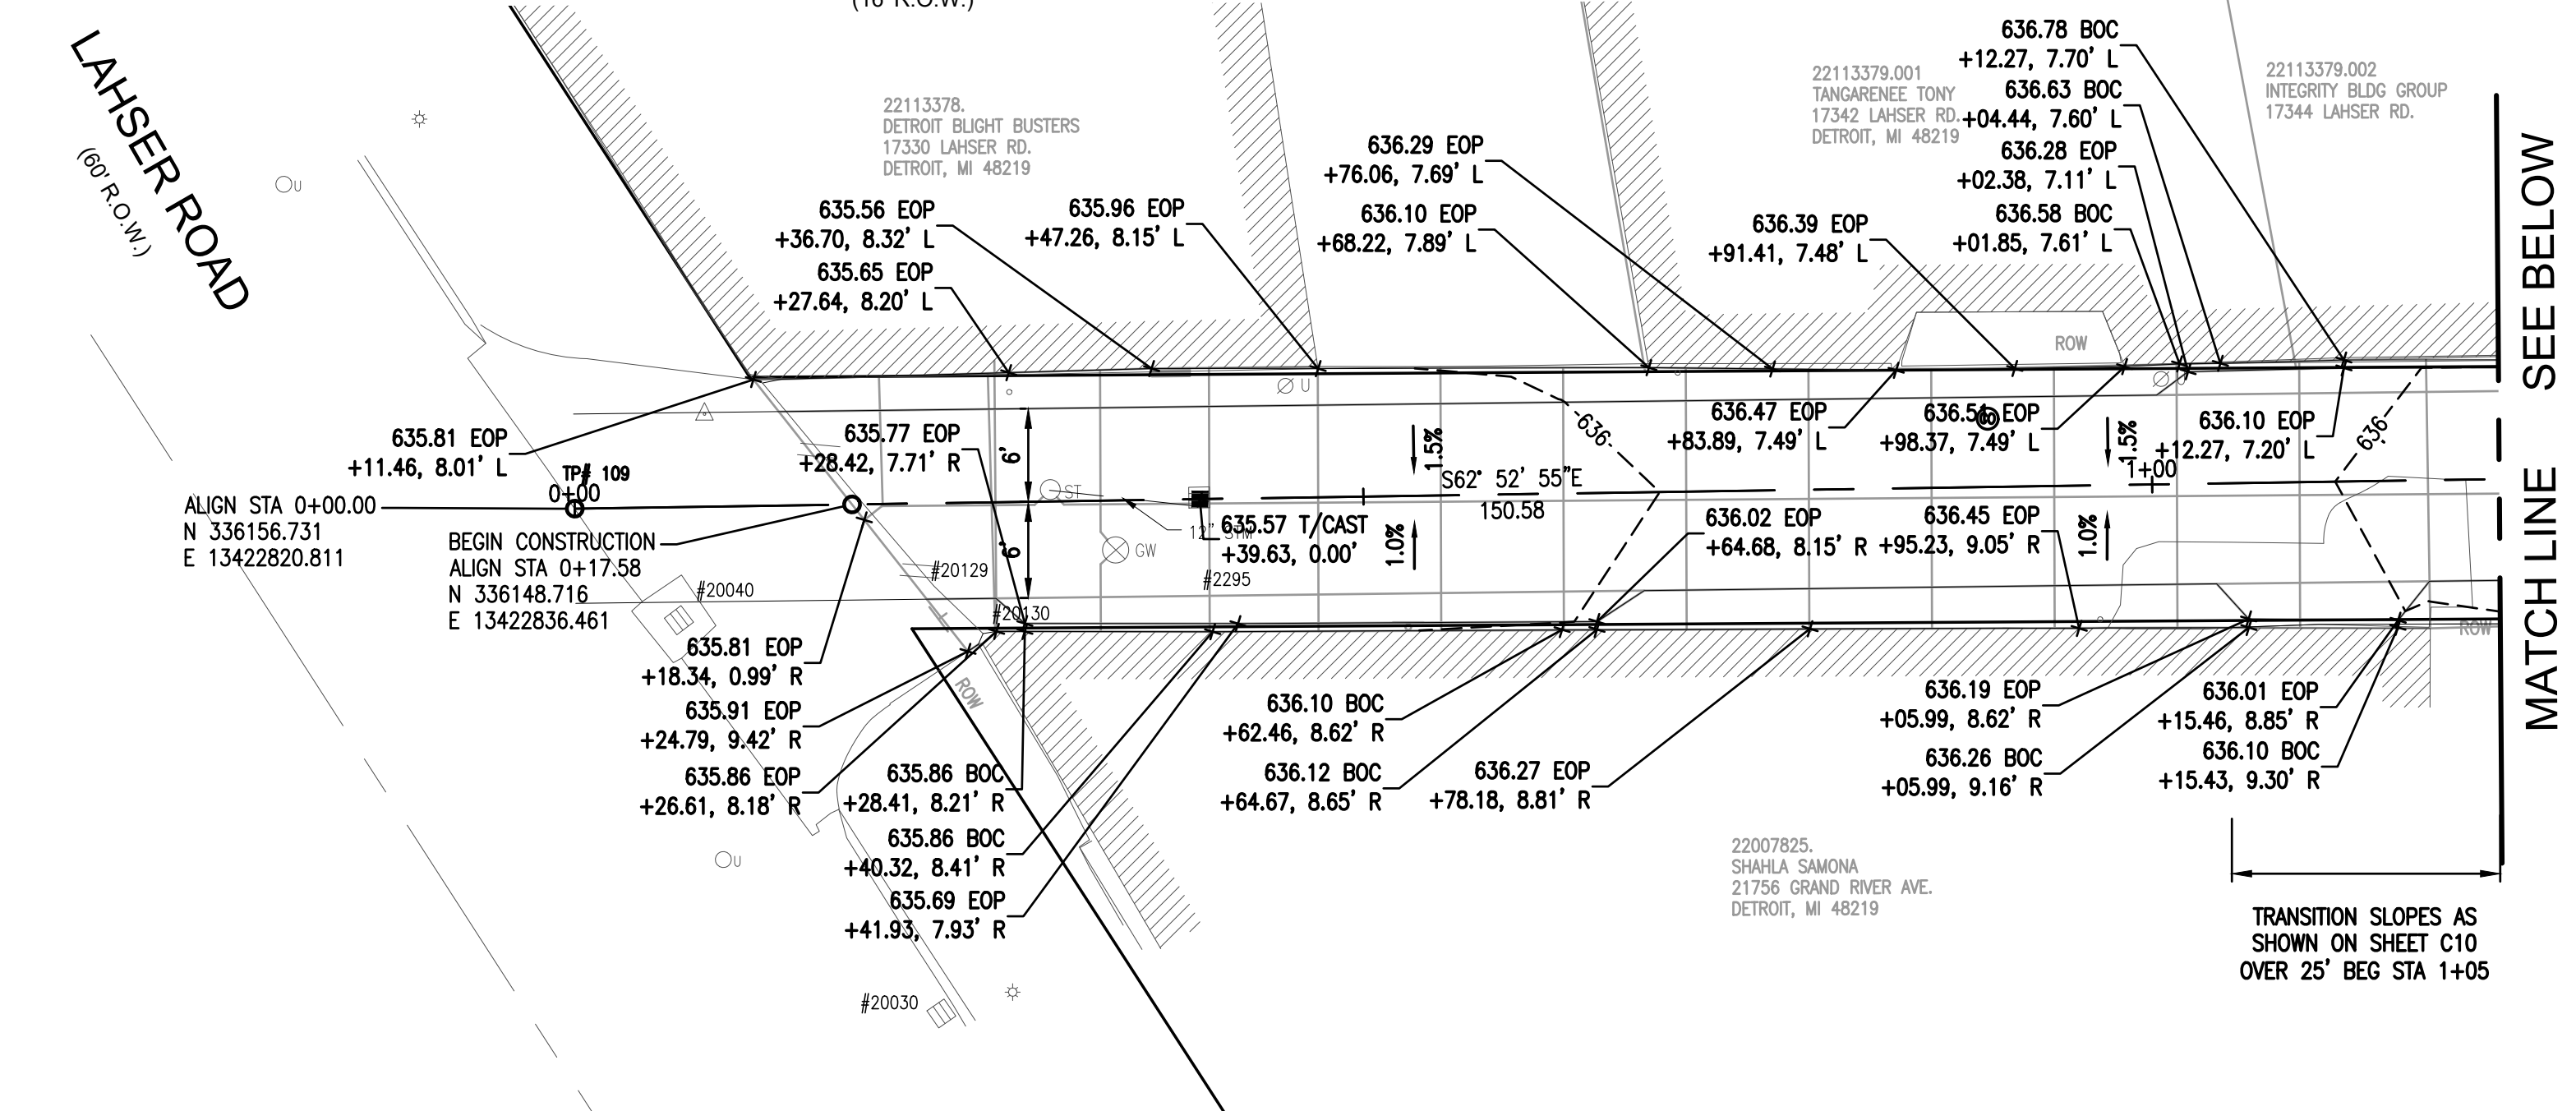 (16' R.O.W.)
LAHSER ROAD
(60' R.O.W.)
22113378.
DETROIT BLIGHT BUSTERS
17330 LAHSER RD.
DETROIT, MI 48219
22113379.001
TANGARENEE TONY
17342 LAHSER RD.
DETROIT, MI 48219
22113379.002
INTEGRITY BLDG GROUP
17344 LAHSER RD.
636.78 BOC
+12.27, 7.70' L
636.63 BOC
+04.44, 7.60' L
636.28 EOP
+02.38, 7.11' L
636.58 BOC
+01.85, 7.61' L
636.29 EOP
+76.06, 7.69' L
636.10 EOP
+68.22, 7.89' L
636.39 EOP
+91.41, 7.48' L
635.56 EOP
+36.70, 8.32' L
635.96 EOP
+47.26, 8.15' L
635.65 EOP
+27.64, 8.20' L
ROW
U
U
635.81 EOP
+11.46, 8.01' L
635.77 EOP
+28.42, 7.71' R
636.47 EOP
+83.89, 7.49' L
636.51 EOP
+98.37, 7.49' L
636.10 EOP
+12.27, 7.20' L
636
636
1.5%
1.5%
6'
6'
TP# 109
0+00
1+00
ALIGN STA 0+00.00
N 336156.731
E 13422820.811
BEGIN CONSTRUCTION
ALIGN STA 0+17.58
N 336148.716
E 13422836.461
S62° 52' 55"E
150.58
ST
GW
12" STM
635.57 T/CAST
+39.63, 0.00'
1.0%
1.0%
636.02 EOP
+64.68, 8.15' R
636.45 EOP
+95.23, 9.05' R
#20129
#2295
#20040
#20130
ROW
ROW
635.81 EOP
+18.34, 0.99' R
635.91 EOP
+24.79, 9.42' R
635.86 EOP
+26.61, 8.18' R
635.86 BOC
+28.41, 8.21' R
635.86 BOC
+40.32, 8.41' R
635.69 EOP
+41.93, 7.93' R
636.10 BOC
+62.46, 8.62' R
636.12 BOC
+64.67, 8.65' R
636.27 EOP
+78.18, 8.81' R
636.19 EOP
+05.99, 8.62' R
636.26 BOC
+05.99, 9.16' R
636.01 EOP
+15.46, 8.85' R
636.10 BOC
+15.43, 9.30' R
U
#20030
22007825.
SHAHLA SAMONA
21756 GRAND RIVER AVE.
DETROIT, MI 48219
TRANSITION SLOPES AS
SHOWN ON SHEET C10
OVER 25' BEG STA 1+05
MATCH LINE SEE BELOW